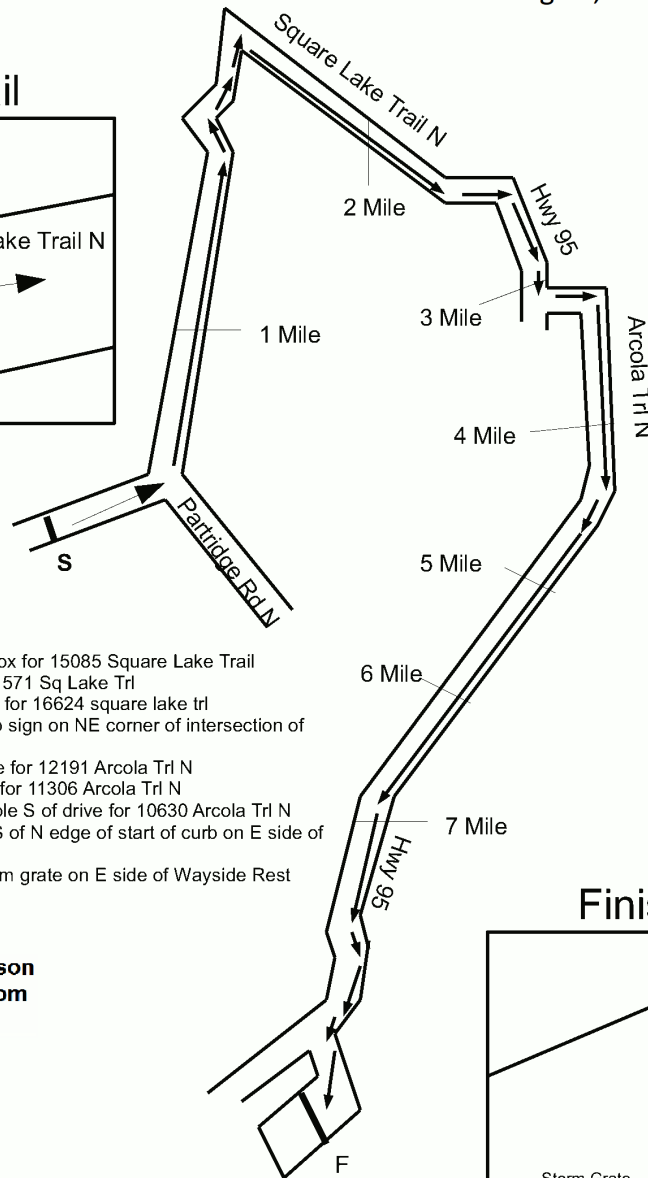 Square Lake Trail N
il
2 Mile
Hwy 95
ake Trail N
3 Mile
1 Mile
Arcola Trl N
4 Mile
Partridge Rd N
S
5 Mile
ox for 15085 Square Lake Trail
571 Sq Lake Trl
6 Mile
for 16624 square lake trl
sign on NE corner of intersection of
e for 12191 Arcola Trl N
for 11306 Arcola Trl N
ole S of drive for 10630 Arcola Trl N
7 Mile
S of N edge of start of curb on E side of
Hwy 95
m grate on E side of Wayside Rest
Finis
son
om
F
Storm Grate